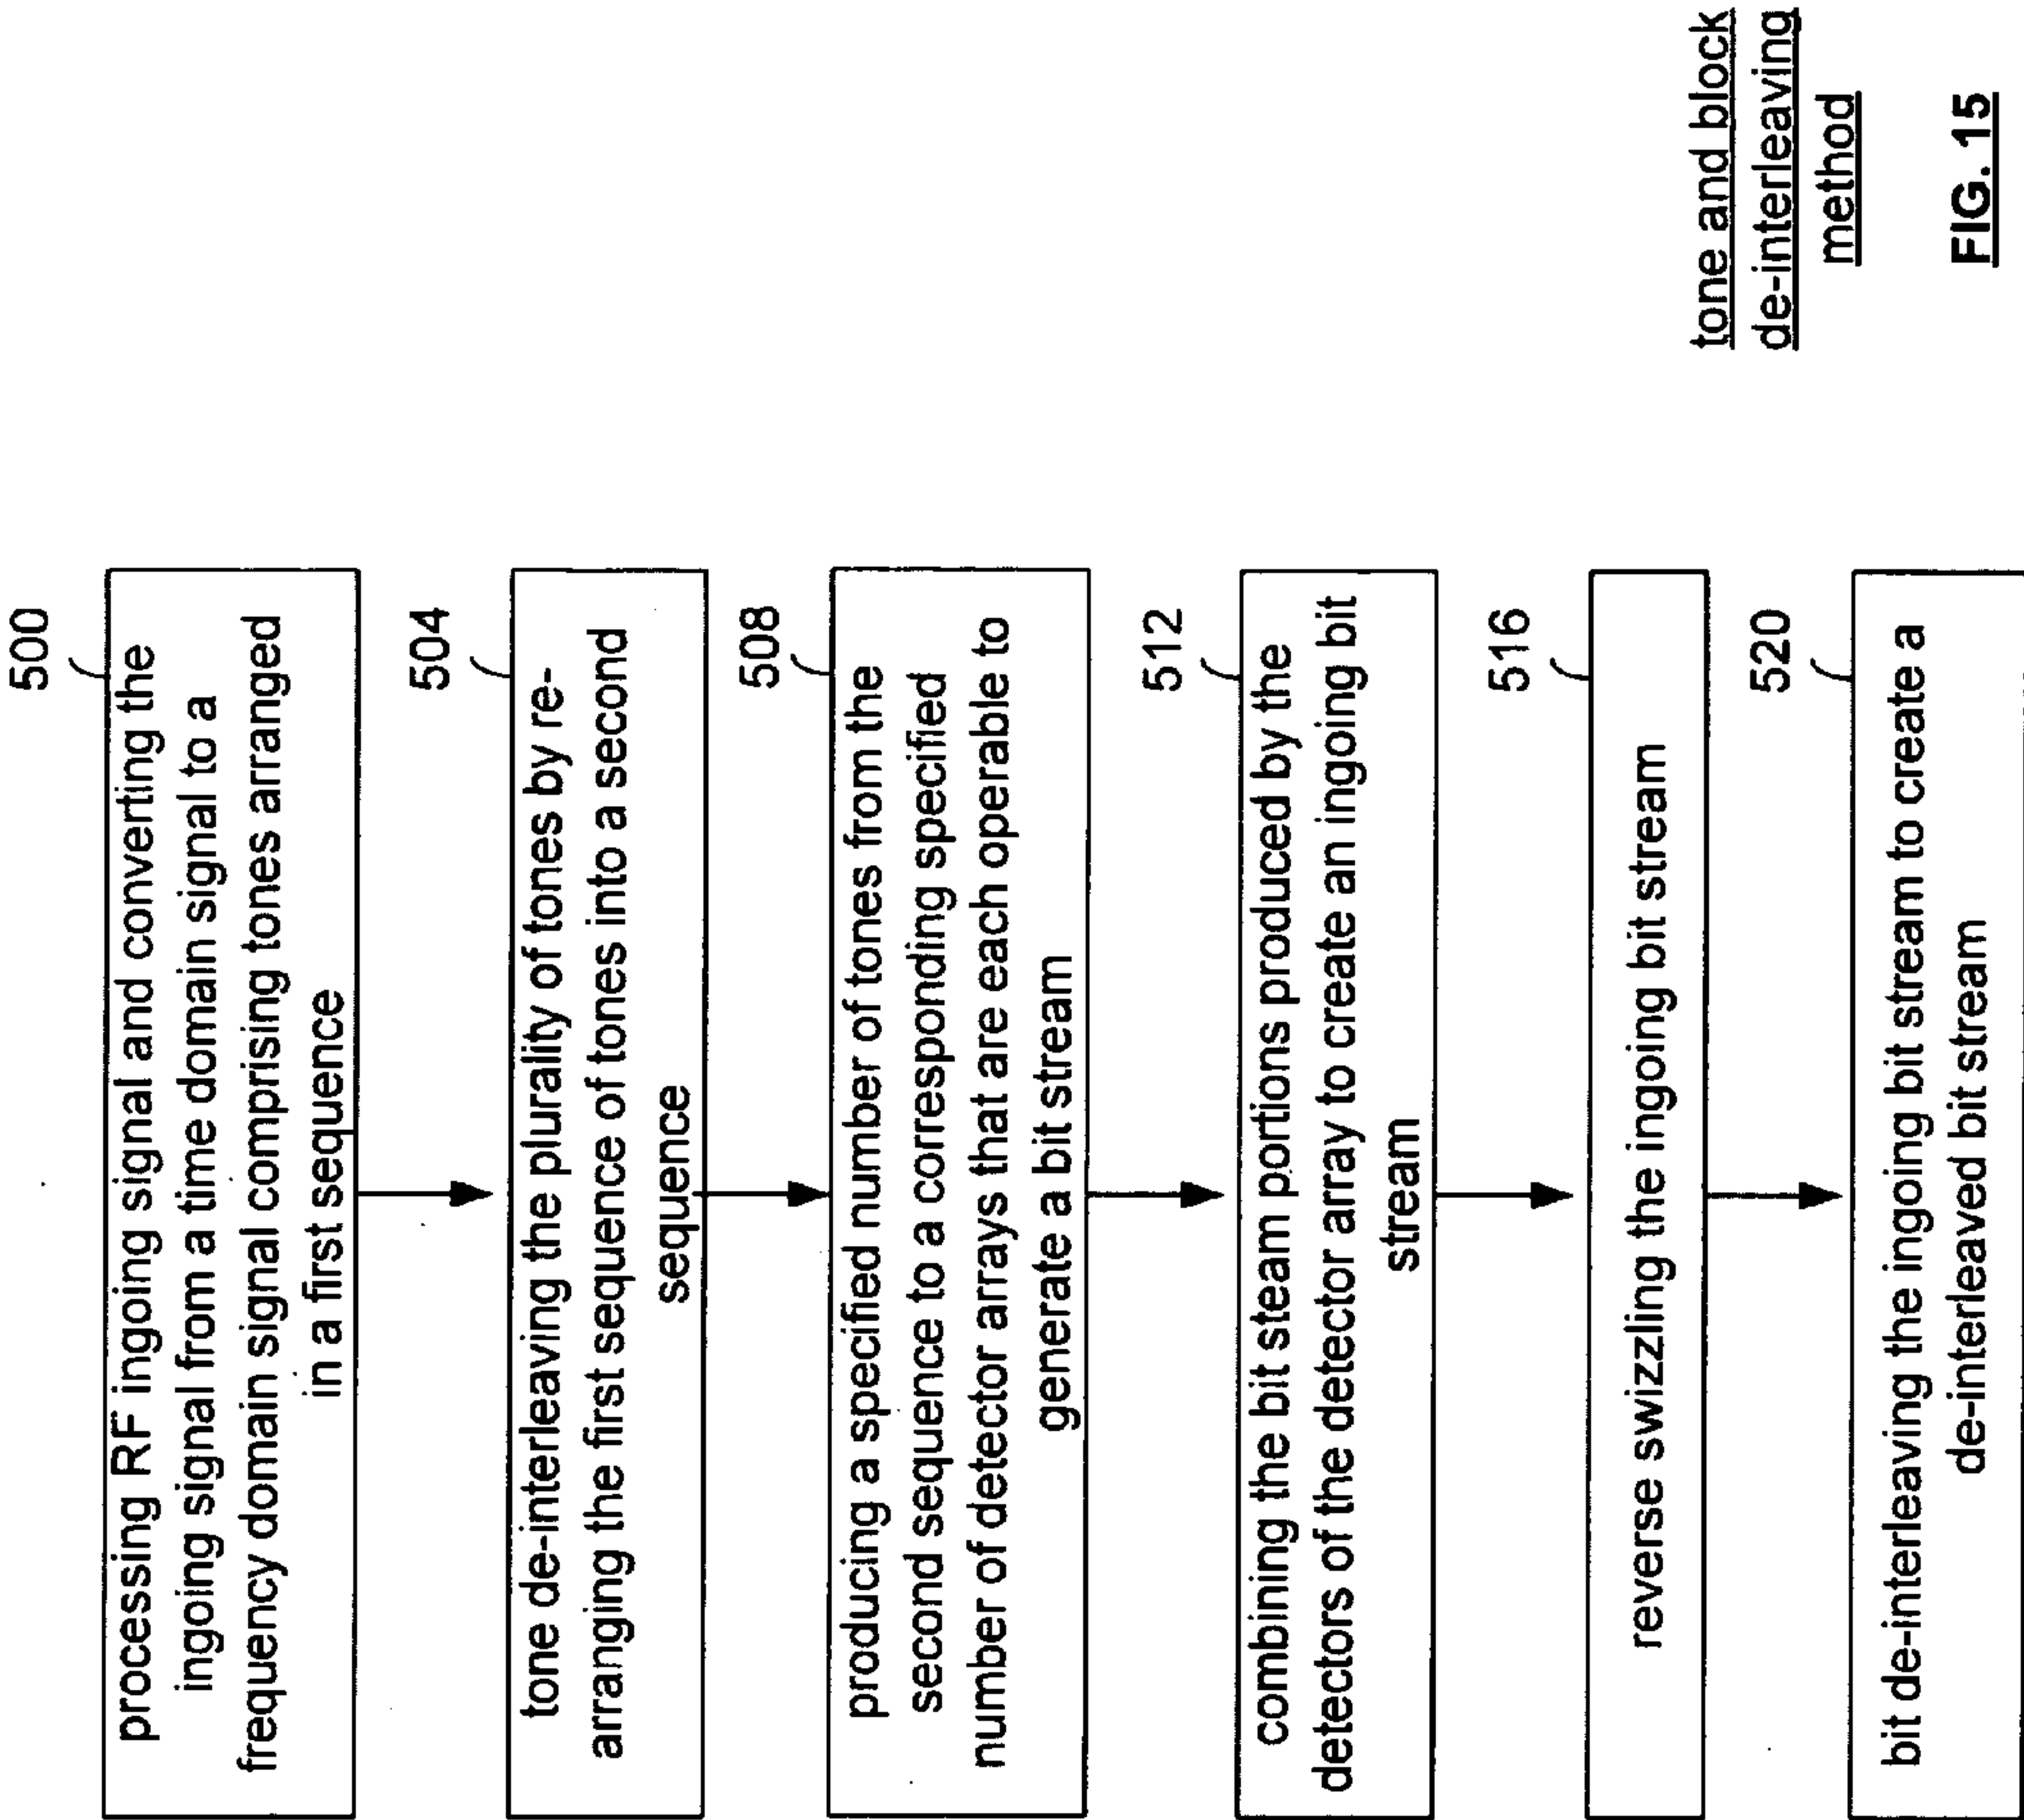 500
processing RF ingoing signal and converting the
ingoing signal from a time domain signal to a
frequency domain signal comprising tones arranged
in a first sequence
504
tone de-interleaving the plurality of tones by re-
arranging the first sequence of tones into a second
sequence
508
producing a specified number of tones from the
second sequence to a corresponding specified
number of detector arrays that are each operable to
generate a bit stream
512
combining the bit steam portions produced by the
detectors of the detector array to create an ingoing bit
stream
516
reverse swizzling the ingoing bit stream
520
bit de-interleaving the ingoing bit stream to create a
de-interleaved bit stream
tone and block
de-interleaving
method
FIG. 15